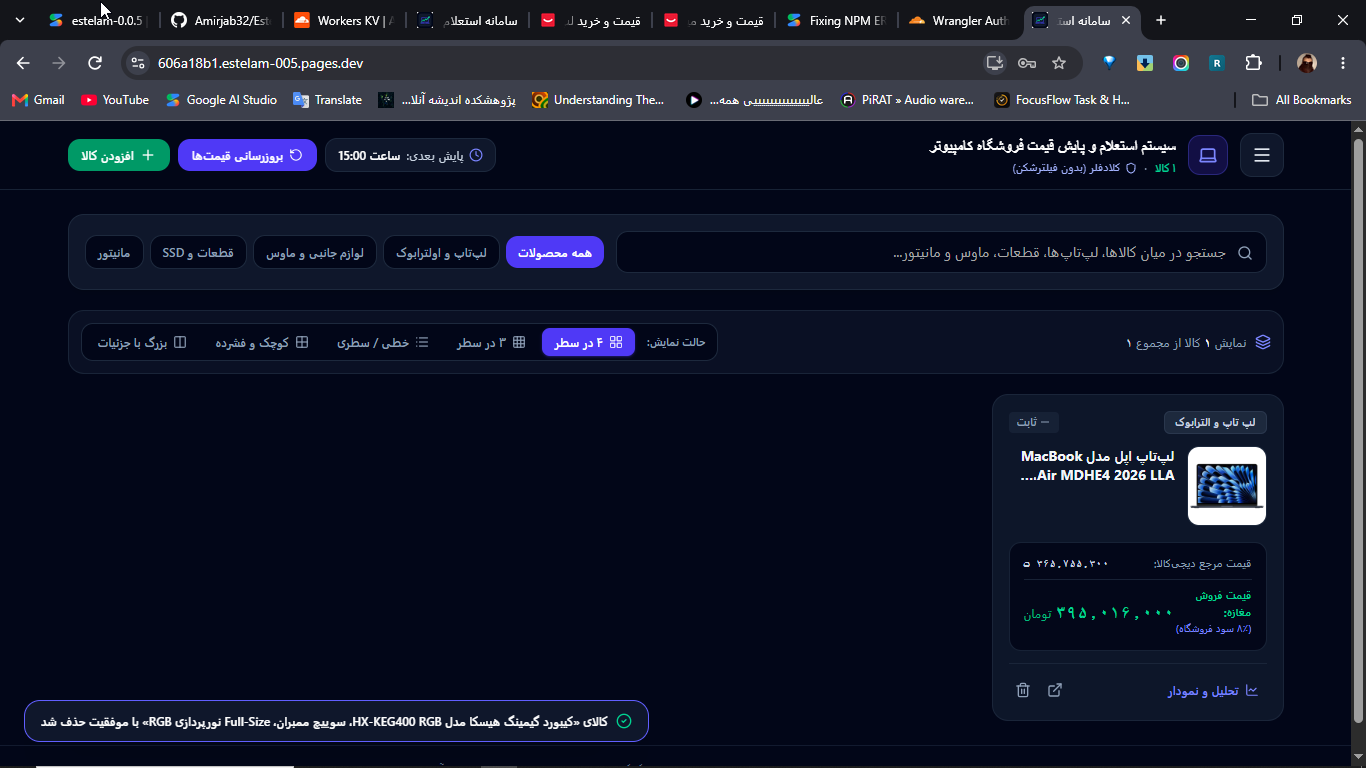 estelam-0.0.5
Amirjab32/Est
Workers KV | A
سامانه استعلام
قیمت و خرید لپ
قیمت و خرید م
Fixing NPM ER
Wrangler Auth
سامانه است
606a18b1.estelam-005.pages.dev
Gmail
YouTube
Google AI Studio
Translate
پژوهشکده اندیشه آنلا...
Understanding The...
عالیسسسسسسی همه...
PiRAT » Audio ware...
FocusFlow Task & H...
All Bookmarks
سیستم استعلام و پایش قیمت فروشگاه کامپیوتر
۱ کالا · کلادفلر (بدون فیلترشکن)
پایش بعدی: ساعت 15:00
بروزرسانی قیمت‌ها
افزودن کالا
جستجو در میان کالاها، لپ‌تاپ‌ها، قطعات، ماوس و مانیتور...
همه محصولات
لپ‌تاپ و اولترابوک
لوازم جانبی و ماوس
قطعات و SSD
مانیتور
نمایش ۱ کالا از مجموع ۱
حالت نمایش:
۴ در سطر
۳ در سطر
خطی / سطری
کوچک و فشرده
بزرگ با جزئیات
لپ تاپ و الترابوک
— ثابت
لپ‌تاپ اپل مدل MacBook
Air MDHE4 2026 LLA....
قیمت مرجع دیجی‌کالا:
۳۶۵,۷۵۵,۳۰۰ ت
قیمت فروش
مغازه:
(۸٪ سود فروشگاه)
۳۹۵,۰۱۶,۰۰۰ تومان
تحلیل و نمودار
کالای «کیبورد گیمینگ هیسکا مدل HX-KEG400 RGB، سوییچ ممبران، Full-Size نورپردازی RGB» با موفقیت حذف شد